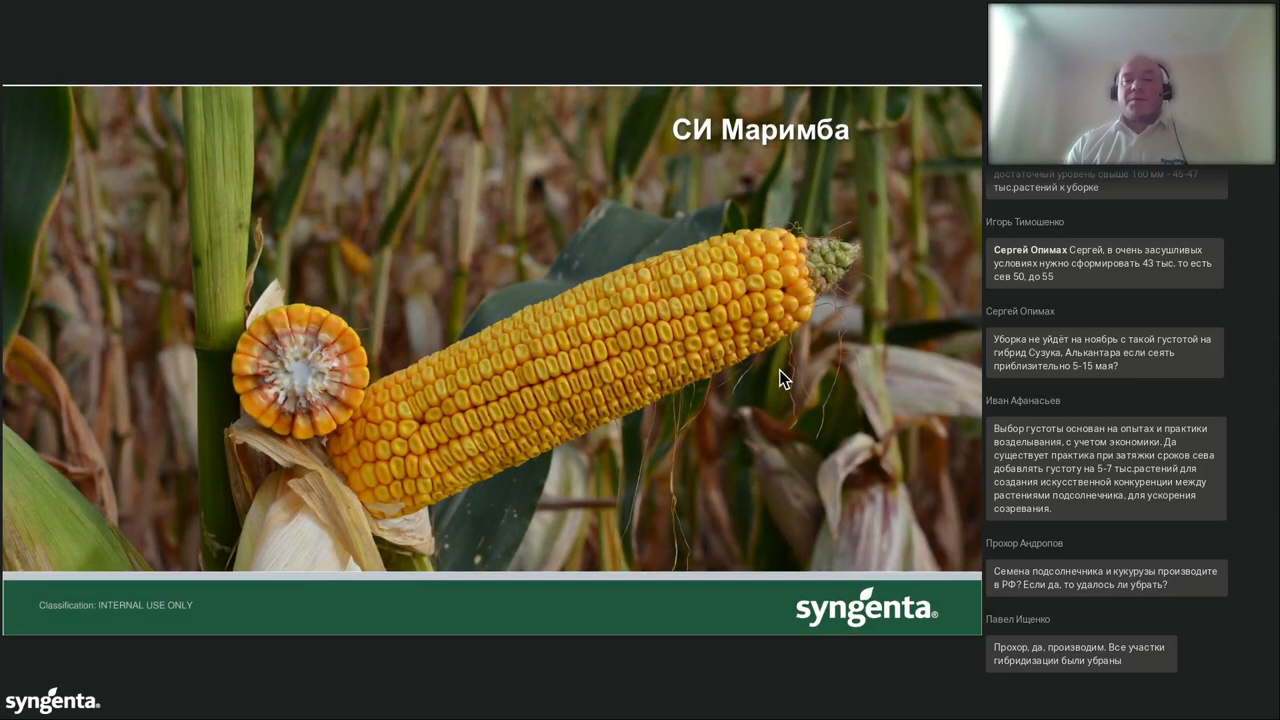 СИ Маримба
Classification: INTERNAL USE ONLY
syngenta®
syngenta®
достаточный уровень свыше 160 мм - 45-47
тыс.растений к уборке
Игорь Тимошенко
Сергей Опимах Сергей, в очень засушливых
условиях нужно сформировать 43 тыс. то есть
сев 50, до 55
Сергей Опимах
Уборка не уйдёт на ноябрь с такой густотой на
гибрид Сузука, Алькантара если сеять
приблизительно 5-15 мая?
Иван Афанасьев
Выбор густоты основан на опытах и практики
возделывания, с учетом экономики. Да
существует практика при затяжки сроков сева
добавлять густоту на 5-7 тыс.растений для
создания искусственной конкуренции между
растениями подсолнечника, для ускорения
созревания.
Прохор Андропов
Семена подсолнечника и кукурузы производите
в РФ? Если да, то удалось ли убрать?
Павел Ищенко
Прохор, да, производим. Все участки
гибридизации были убраны